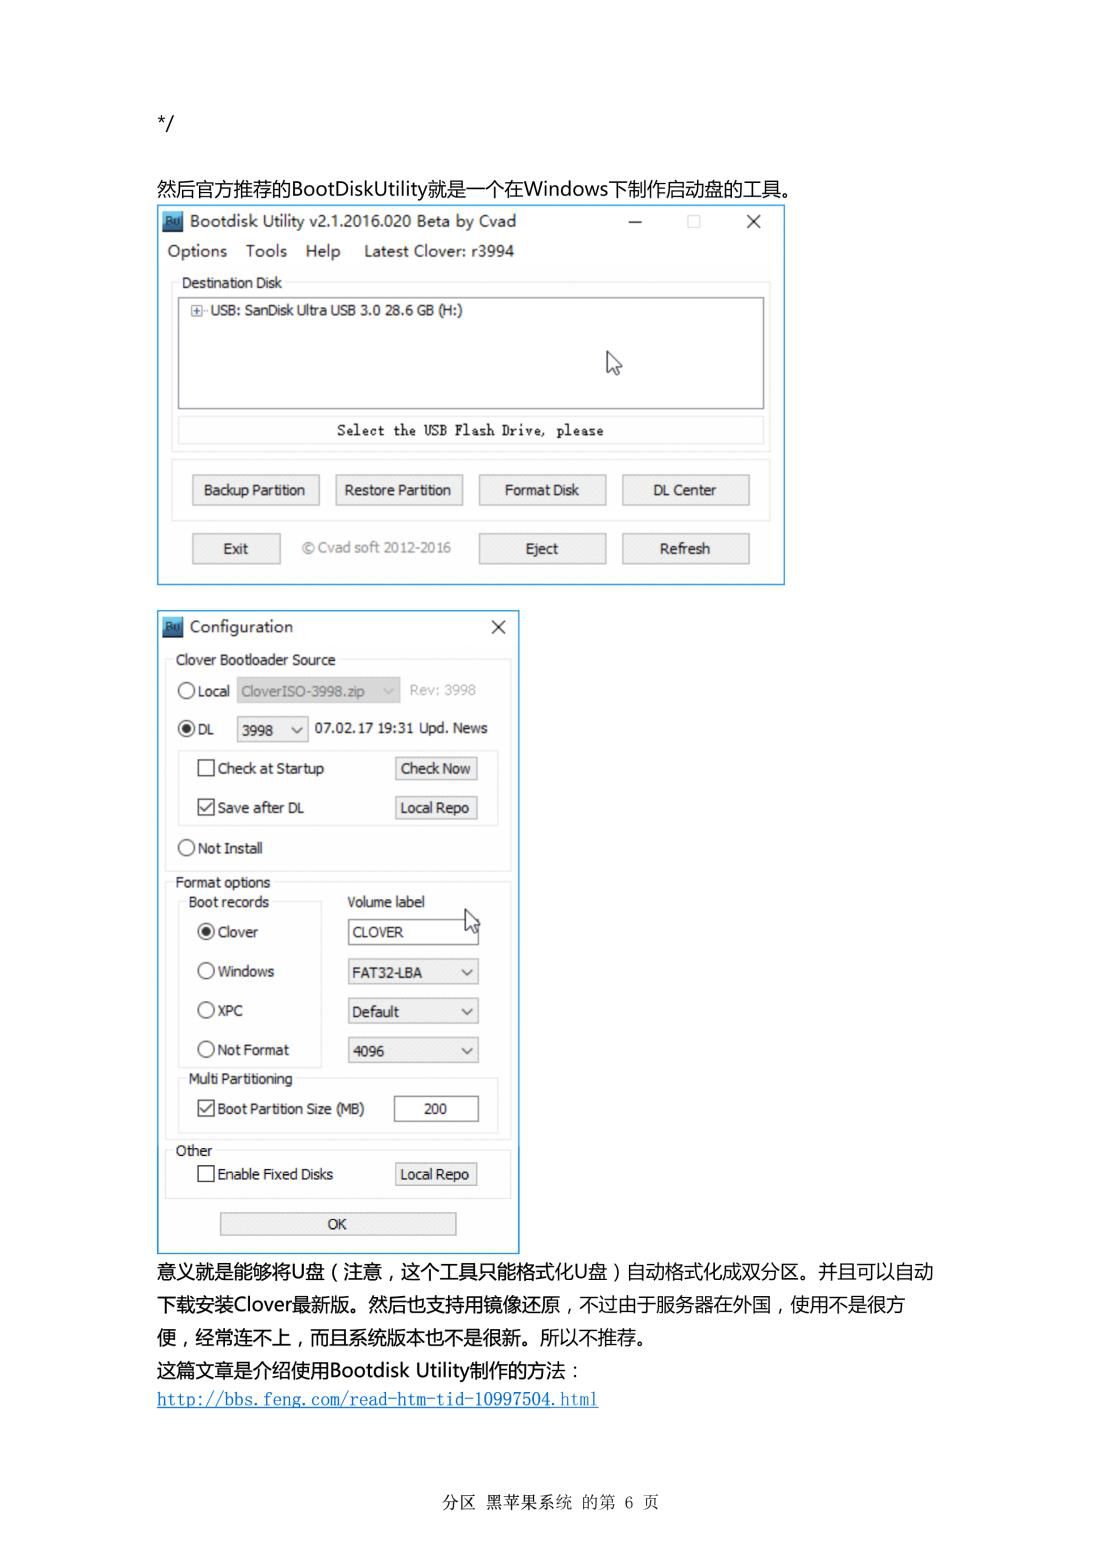 */
然后官方推荐的BootDiskUtility就是一个在Windows下制作启动盘的工具。
Bu Bootdisk Utility v2.1.2016.020 Beta by Cvad
Options Tools Help Latest Clover: r3994
Destination Disk
USB: SanDisk Ultra USB 3.0 28.6 GB (H:)
Select the USB Flash Drive, please
Backup Partition Restore Partition Format Disk DL Center
Exit © Cvad soft 2012-2016 Eject Refresh
Bu Configuration
Clover Bootloader Source
Local CloverISO-3998.zip Rev: 3998
DL 3998 07.02.17 19:31 Upd. News
Check at Startup Check Now
Save after DL Local Repo
Not Install
Format options
Boot records Volume label
Clover CLOVER
Windows FAT32-LBA
XPC Default
Not Format 4096
Multi Partitioning
Boot Partition Size (MB) 200
Other
Enable Fixed Disks Local Repo
OK
意义就是能够将U盘（注意，这个工具只能格式化U盘）自动格式化成双分区。并且可以自动
下载安装Clover最新版。然后也支持用镜像还原，不过由于服务器在外国，使用不是很方
便，经常连不上，而且系统版本也不是很新。所以不推荐。
这篇文章是介绍使用Bootdisk Utility制作的方法：
http://bbs.feng.com/read-htm-tid-10997504.html
分区 黑苹果系统 的第 6 页